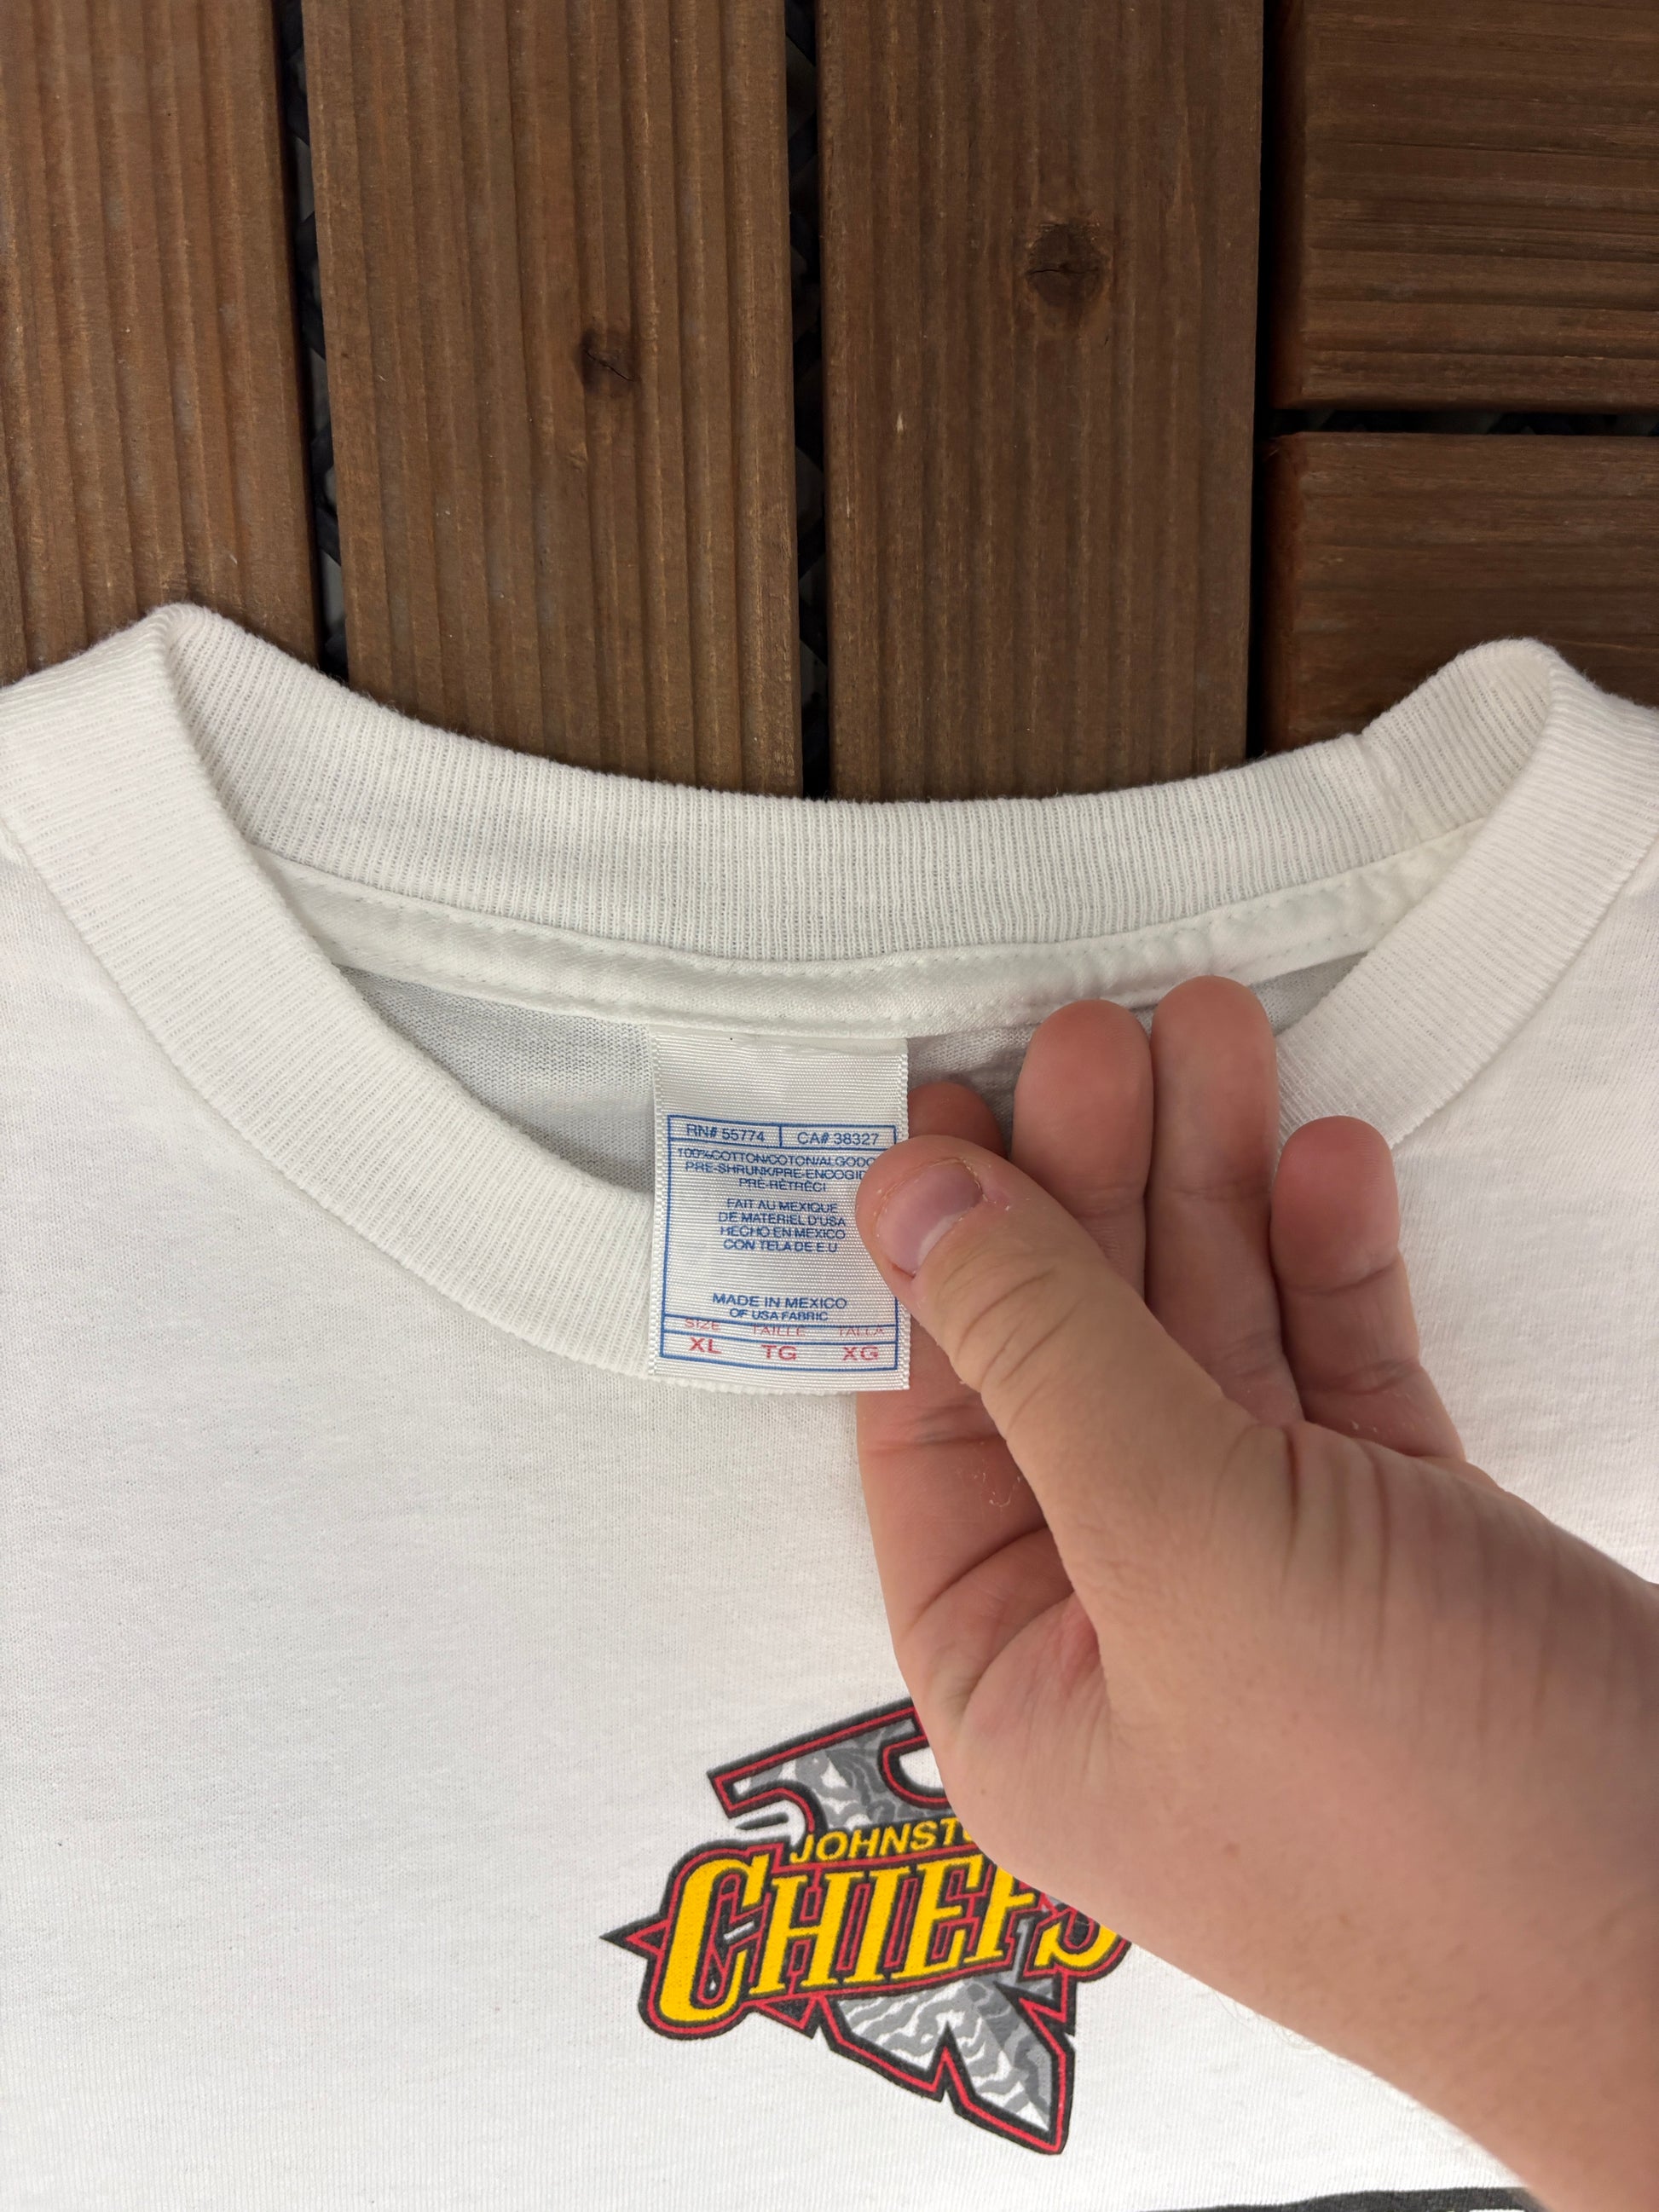 RN# 55774 CA# 38327
100%COTTON/COTON/ALGODO
PRE-SHRUNK/PRE-ENCOGID
PRÉ-RÉTRÉCI
FAIT AU MEXIQUE
DE MATERIEL D'USA
HECHO EN MEXICO
CON TELA DE E.U.
MADE IN MEXICO
OF USA FABRIC
SIZE TAILLE TALLA
XL TG XG
JOHNST
CHIEFS